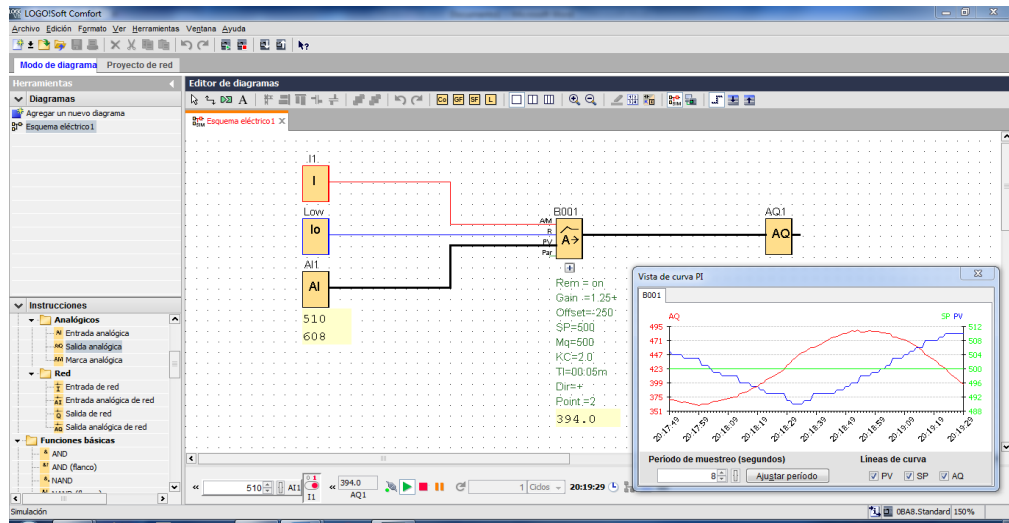 LOGO!Soft Comfort
Archivo Edición Formato Ver Herramientas Ventana Ayuda
Modo de diagrama Proyecto de red
Herramientas
Diagramas
Agregar un nuevo diagrama
Esquema eléctrico1
Instrucciones
Analógicos
Entrada analógica
Salida analógica
Marca analógica
Red
Entrada de red
Entrada analógica de red
Salida de red
Salida analógica de red
Funciones básicas
AND
AND (flanco)
NAND
NAND (flanco)
Editor de diagramas
Co GF SF L
Esquema eléctrico1
I1
I
Low
lo
AI1
AI
510
608
B001
A/M
R
PV
Par
A→
Rem = on
Gain =1.25+
Offset=-250
SP=500
Mq=500
KC=2.0
TI=00:05m
Dir=+
Point =2
394.0
AQ1
AQ
Vista de curva PI
B001
AQ
SP PV
495
471
447
423
399
375
351
512
508
504
500
496
492
488
20:17:49
20:17:59
20:18:09
20:18:19
20:18:29
20:18:39
20:18:49
20:18:59
20:19:09
20:19:19
20:19:29
Período de muestreo (segundos)
8
Ajustar período
Líneas de curva
PV SP AQ
510 AI1
0 1
I1
394.0
AQ1
1 Ciclos 20:19:29
Simulación
0BA8.Standard 150%